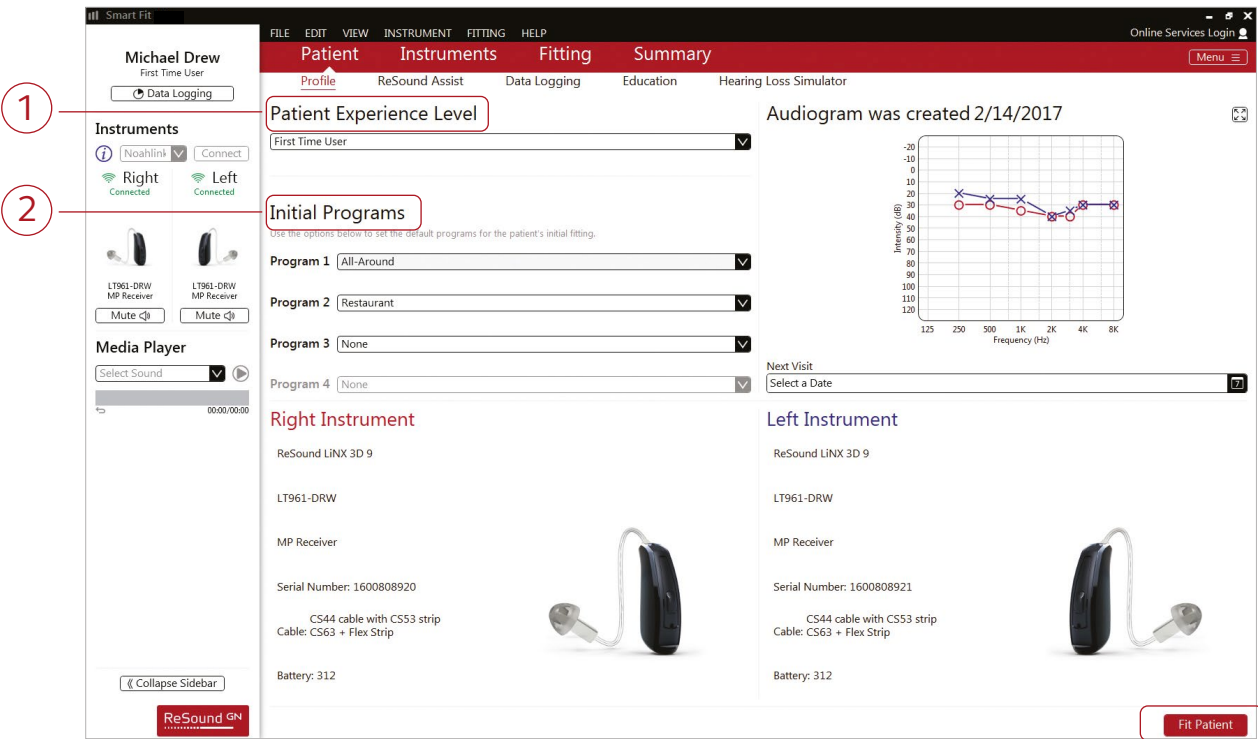 Smart Fit
FILE EDIT VIEW INSTRUMENT FITTING HELP
Online Services Login
Patient Instruments Fitting Summary
Menu
Profile ReSound Assist Data Logging Education Hearing Loss Simulator
Michael Drew
First Time User
Data Logging
Instruments
i Noahlink Connect
Right Left
Connected Connected
LT961-DRW LT961-DRW
MP Receiver MP Receiver
Mute Mute
Media Player
Select Sound
00:00/00:00
Collapse Sidebar
ReSound GN
1
Patient Experience Level
First Time User
2
Initial Programs
Use the options below to set the default programs for the patient's initial fitting.
Program 1 All-Around
Program 2 Restaurant
Program 3 None
Program 4 None
Audiogram was created 2/14/2017
-20
-10
0
10
20
30
40
50
60
70
80
90
100
110
120
Intensity (dB)
125 250 500 1K 2K 4K 8K
Frequency (Hz)
Next Visit
Select a Date
7
Right Instrument
ReSound LiNX 3D 9
LT961-DRW
MP Receiver
Serial Number: 1600808920
CS44 cable with CS53 strip
Cable: CS63 + Flex Strip
Battery: 312
Left Instrument
ReSound LiNX 3D 9
LT961-DRW
MP Receiver
Serial Number: 1600808921
CS44 cable with CS53 strip
Cable: CS63 + Flex Strip
Battery: 312
Fit Patient